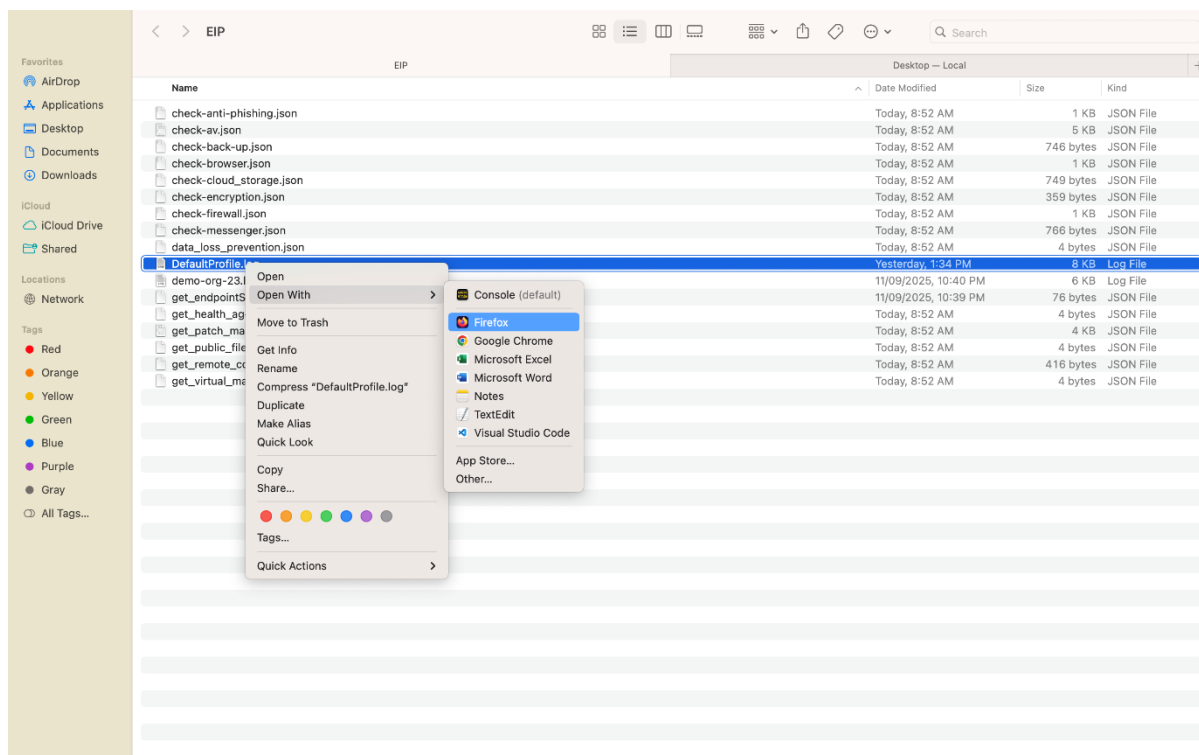 EIP
Search
Favorites
AirDrop
Applications
Desktop
Documents
Downloads
iCloud
iCloud Drive
Shared
Locations
Network
Tags
Red
Orange
Yellow
Green
Blue
Purple
Gray
All Tags...
EIP
Desktop — Local
Name Date Modified Size Kind
check-anti-phishing.json Today, 8:52 AM 1 KB JSON File
check-av.json Today, 8:52 AM 5 KB JSON File
check-back-up.json Today, 8:52 AM 746 bytes JSON File
check-browser.json Today, 8:52 AM 1 KB JSON File
check-cloud_storage.json Today, 8:52 AM 749 bytes JSON File
check-encryption.json Today, 8:52 AM 359 bytes JSON File
check-firewall.json Today, 8:52 AM 1 KB JSON File
check-messenger.json Today, 8:52 AM 766 bytes JSON File
data_loss_prevention.json Today, 8:52 AM 4 bytes JSON File
DefaultProfile.log Yesterday, 1:34 PM 8 KB Log File
demo-org-23.l 11/09/2025, 10:40 PM 6 KB Log File
get_endpointS 11/09/2025, 10:39 PM 76 bytes JSON File
get_health_ag Today, 8:52 AM 4 bytes JSON File
get_patch_ma Today, 8:52 AM 4 KB JSON File
get_public_file Today, 8:52 AM 4 bytes JSON File
get_remote_co Today, 8:52 AM 416 bytes JSON File
get_virtual_ma Today, 8:52 AM 4 bytes JSON File
Open
Open With
Move to Trash
Get Info
Rename
Compress “DefaultProfile.log”
Duplicate
Make Alias
Quick Look
Copy
Share...
Tags...
Quick Actions
Console (default)
Firefox
Google Chrome
Microsoft Excel
Microsoft Word
Notes
TextEdit
Visual Studio Code
App Store...
Other...